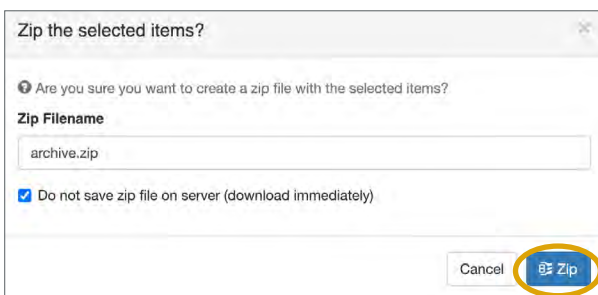 Zip the selected items?
Are you sure you want to create a zip file with the selected items?
Zip Filename
archive.zip
Do not save zip file on server (download immediately)
Cancel Zip